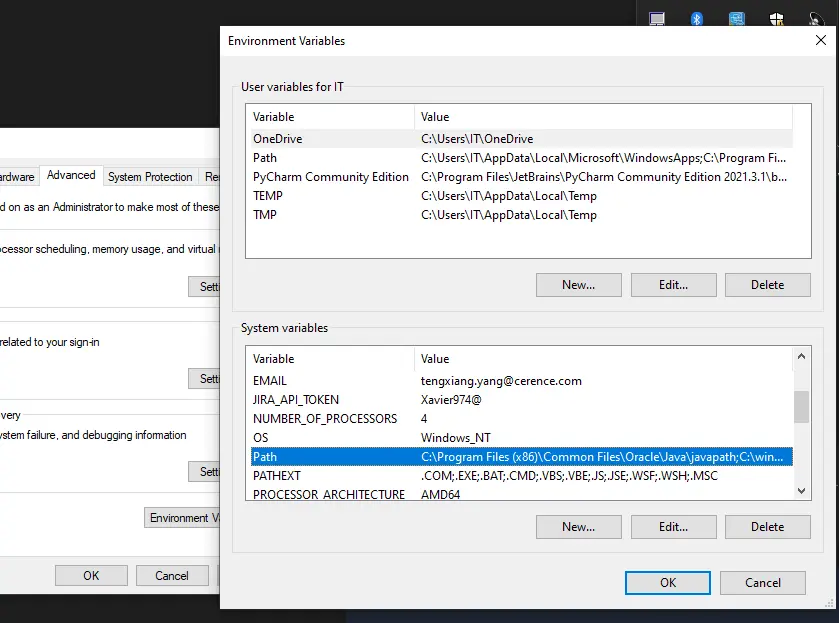 Environment Variables
User variables for IT
Variable Value
OneDrive C:\Users\IT\OneDrive
Path C:\Users\IT\AppData\Local\Microsoft\WindowsApps;C:\Program Fi...
PyCharm Community Edition C:\Program Files\JetBrains\PyCharm Community Edition 2021.3.1\b...
TEMP C:\Users\IT\AppData\Local\Temp
TMP C:\Users\IT\AppData\Local\Temp
New... Edit... Delete
System variables
Variable Value
EMAIL tengxiang.yang@cerence.com
JIRA_API_TOKEN Xavier974@
NUMBER_OF_PROCESSORS 4
OS Windows_NT
Path C:\Program Files (x86)\Common Files\Oracle\Java\javapath;C:\win...
PATHEXT .COM;.EXE;.BAT;.CMD;.VBS;.VBE;.JS;.JSE;.WSF;.WSH;.MSC
PROCESSOR_ARCHITECTURE AMD64
New... Edit... Delete
OK Cancel
ardware Advanced System Protection Re
d on as an Administrator to make most of these
ocessor scheduling, memory usage, and virtual
Setti
related to your sign-in
Setti
very
ystem failure, and debugging information
Setti
Environment Va
OK Cancel